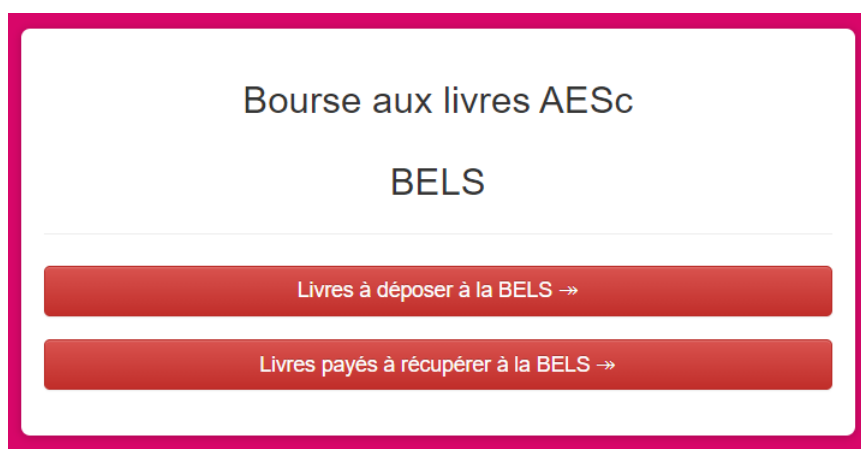 Bourse aux livres AESc
BELS
Livres à déposer à la BELS ↠
Livres payés à récupérer à la BELS ↠